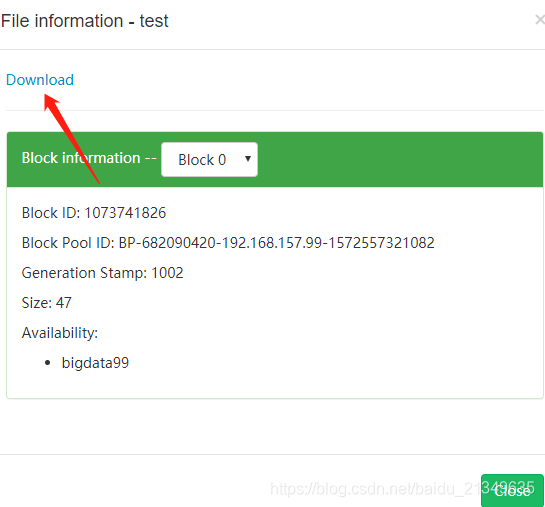 File information - test
×
Download
Block information -- Block 0
Block ID: 1073741826
Block Pool ID: BP-682090420-192.168.157.99-1572557321082
Generation Stamp: 1002
Size: 47
Availability:
bigdata99
Close
https://blog.csdn.net/baidu_21349635